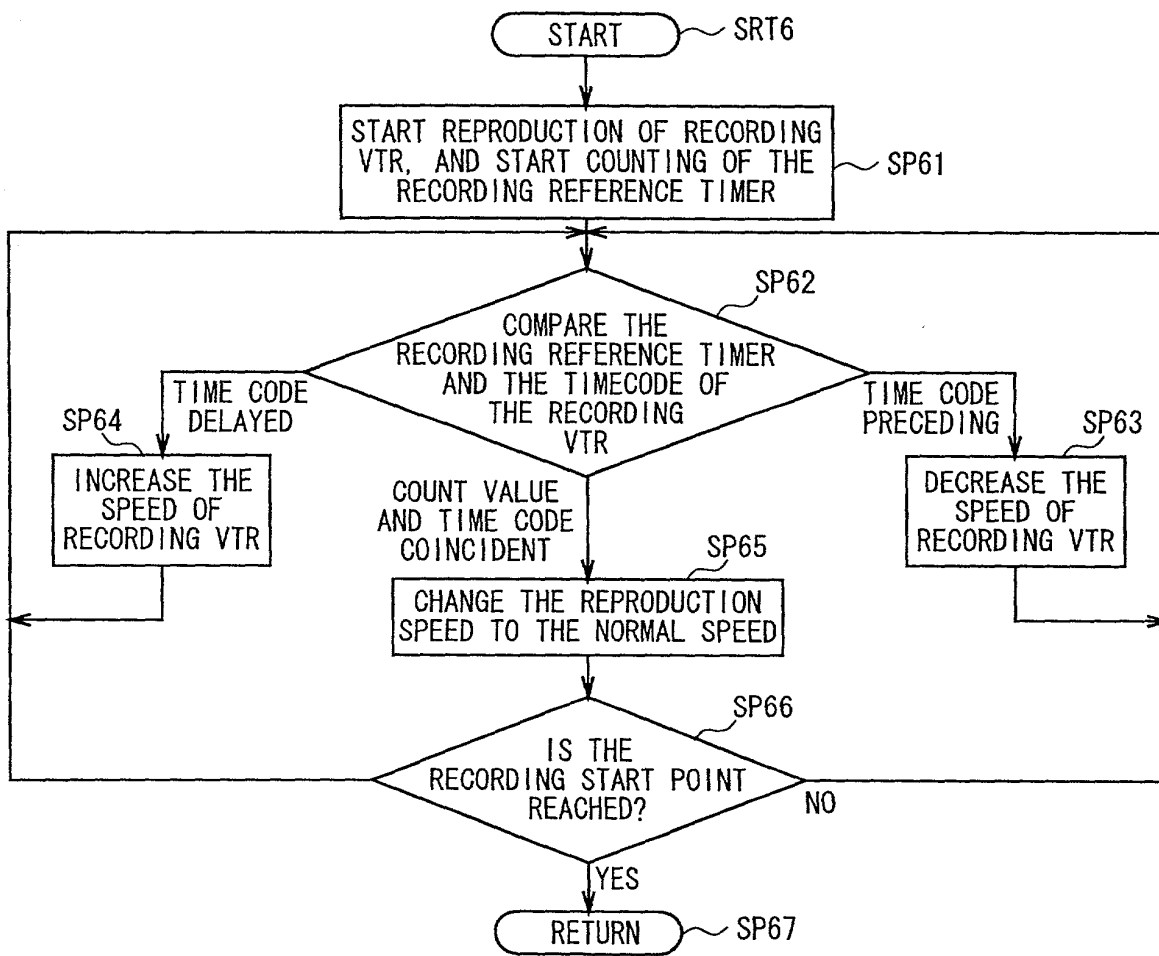 START
SRT6
START REPRODUCTION OF RECORDING
VTR, AND START COUNTING OF THE
RECORDING REFERENCE TIMER
SP61
SP62
COMPARE THE
RECORDING REFERENCE TIMER
AND THE TIMECODE OF
THE RECORDING
VTR
TIME CODE
DELAYED
TIME CODE
PRECEDING
SP64
INCREASE THE
SPEED OF
RECORDING VTR
SP63
DECREASE THE
SPEED OF
RECORDING VTR
COUNT VALUE
AND TIME CODE
COINCIDENT
SP65
CHANGE THE REPRODUCTION
SPEED TO THE NORMAL SPEED
SP66
IS THE
RECORDING START POINT
REACHED?
NO
YES
RETURN
SP67